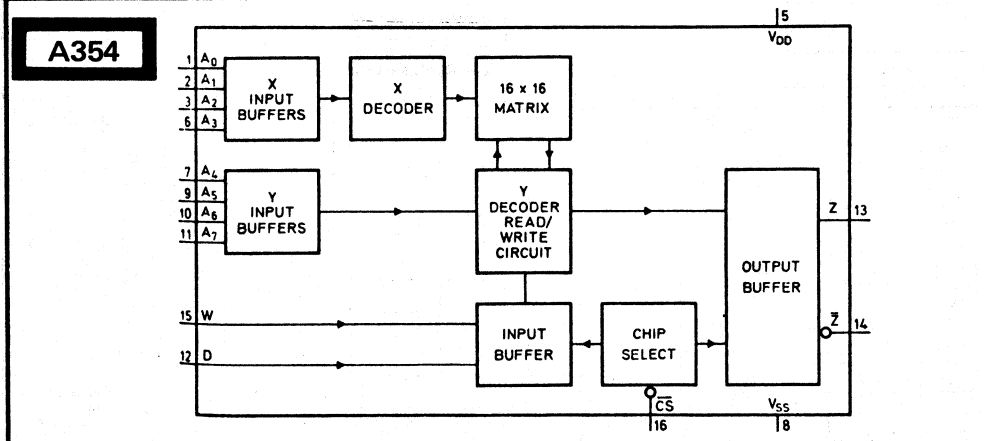 A354
5
VDD
1 A0
2 A1
3 A2
6 A3
X
INPUT
BUFFERS
X
DECODER
16 x 16
MATRIX
7 A4
9 A5
10 A6
11 A7
Y
INPUT
BUFFERS
Y
DECODER
READ/
WRITE
CIRCUIT
OUTPUT
BUFFER
Z 13
Z̅ 14
15 W
12 D
INPUT
BUFFER
CHIP
SELECT
C̅S̅
16
VSS
8